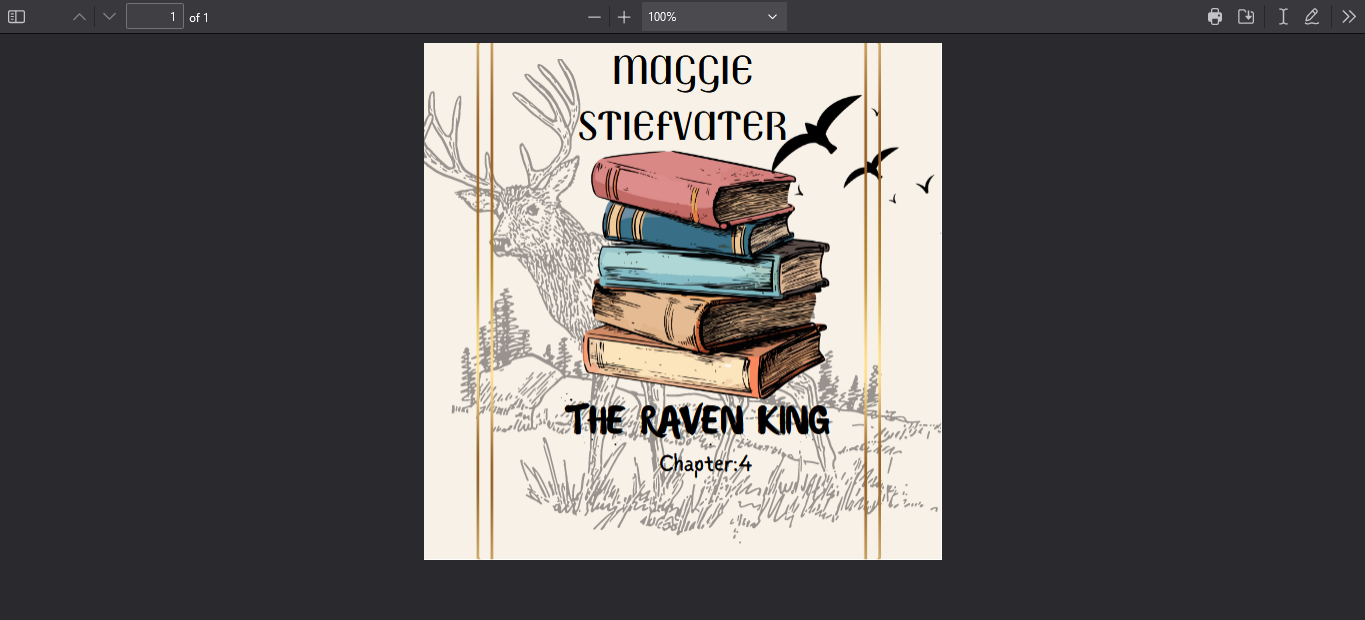 1 of 1
100%
MAGGIE
STIEFVATER
THE RAVEN KING
Chapter:4